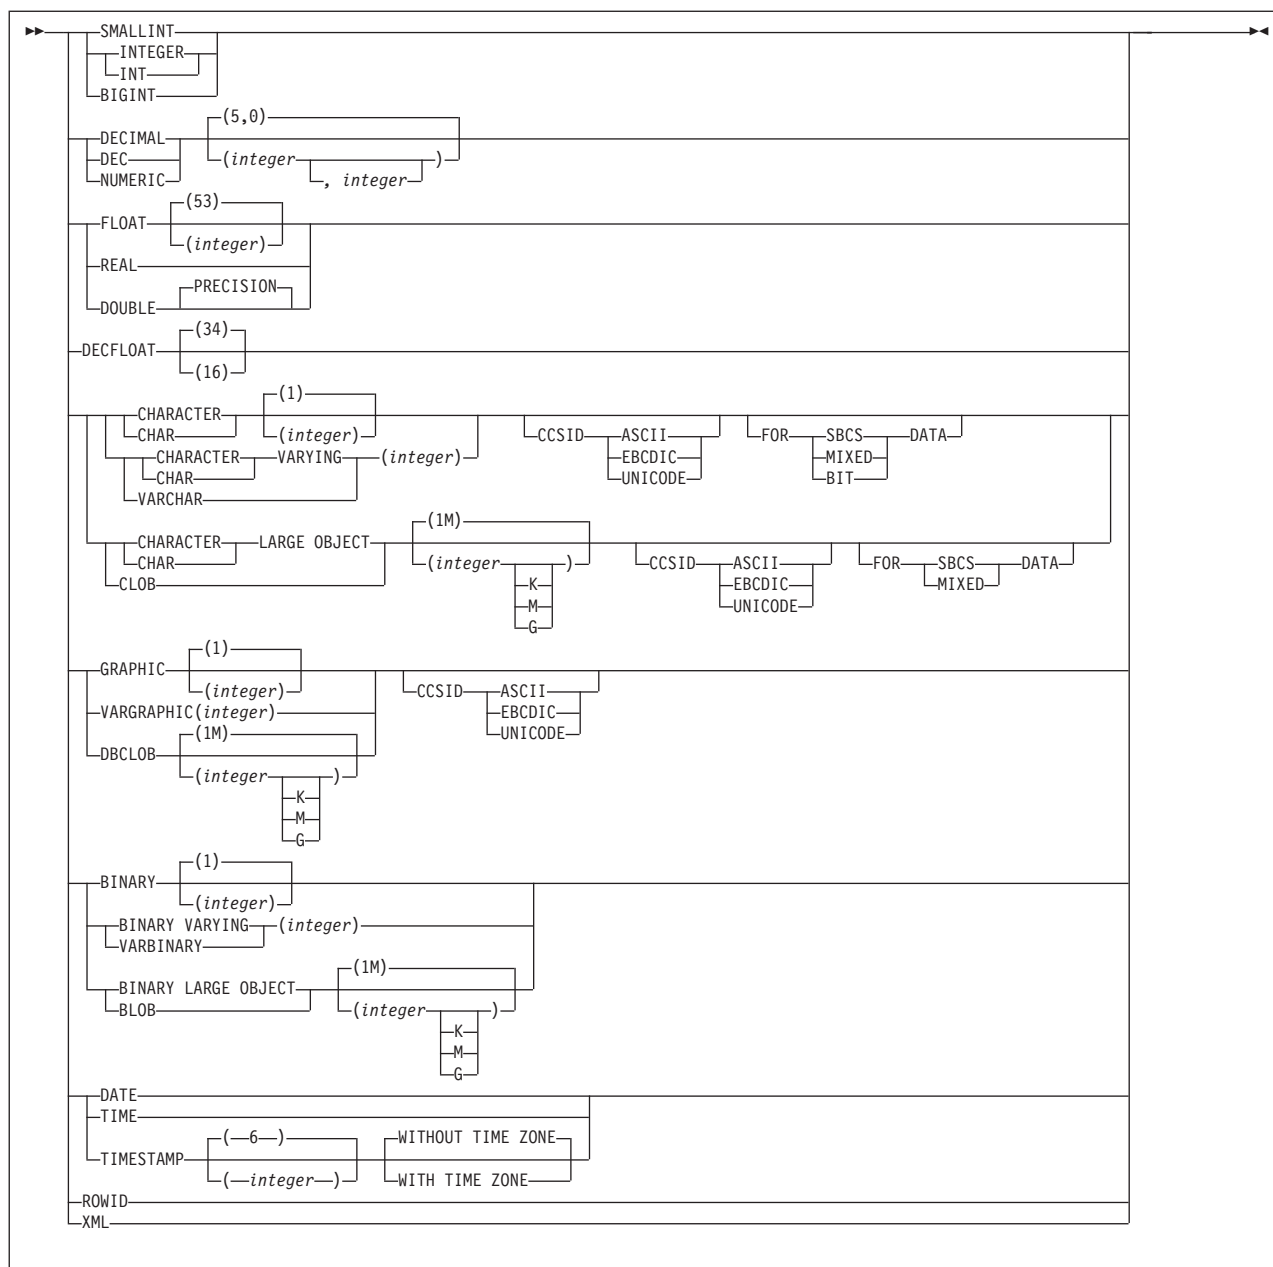 SMALLINT
INTEGER
INT
BIGINT
(5,0)
DECIMAL
DEC (integer )
NUMERIC , integer
(53)
FLOAT
(integer)
REAL
PRECISION
DOUBLE
(34)
DECFLOAT
(16)
(1)
CHARACTER
CHAR (integer) CCSID ASCII FOR SBCS DATA
CHARACTER VARYING (integer) EBCDIC MIXED
CHAR UNICODE BIT
VARCHAR
(1M)
CHARACTER LARGE OBJECT
CHAR (integer ) CCSID ASCII FOR SBCS DATA
CLOB K EBCDIC MIXED
M UNICODE
G
(1)
GRAPHIC
(integer) CCSID ASCII
VARGRAPHIC(integer) EBCDIC
(1M) UNICODE
DBCLOB
(integer )
K
M
G
(1)
BINARY
(integer)
BINARY VARYING (integer)
VARBINARY
(1M)
BINARY LARGE OBJECT
BLOB (integer )
K
M
G
DATE
TIME
( 6 ) WITHOUT TIME ZONE
TIMESTAMP
( integer ) WITH TIME ZONE
ROWID
XML